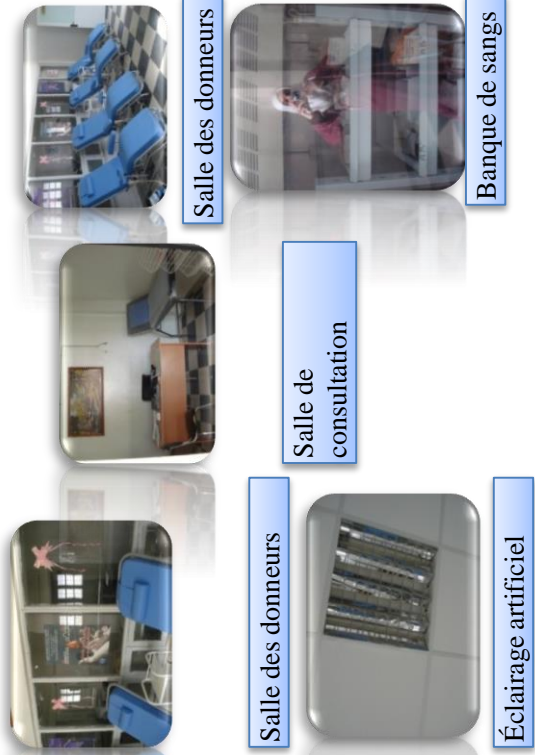 Salle des donneurs
Salle de
consultation
Salle des donneurs
Éclairage artificiel
Banque de sangs